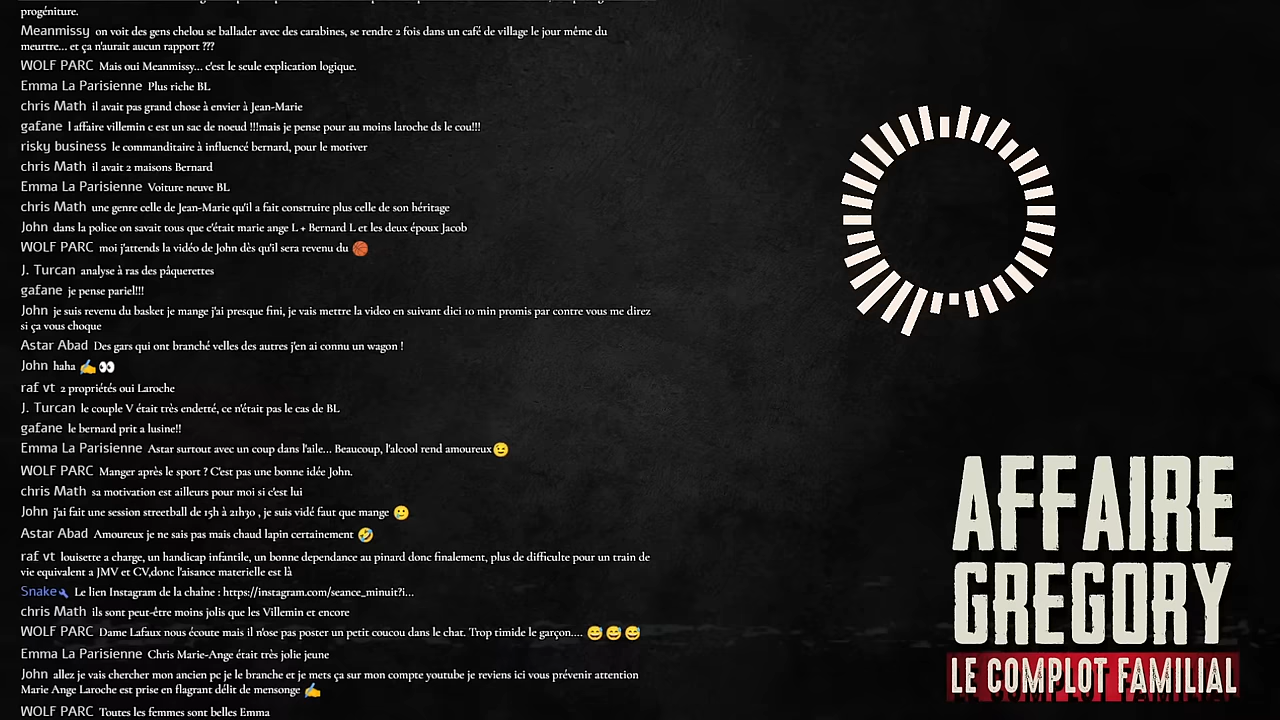 progéniture.
Meanmissy on voit des gens chelou se ballader avec des carabines, se rendre 2 fois dans un café de village le jour même du
meurtre... et ça n'aurait aucun rapport ???
WOLF PARC Mais oui Meanmissy... c'est le seule explication logique.
Emma La Parisienne Plus riche BL
chris Math il avait pas grand chose à envier à Jean-Marie
gafane l affaire villemin c est un sac de noeud !!!mais je pense pour au moins laroche ds le cou!!!
risky business le commanditaire à influencé bernard, pour le motiver
chris Math il avait 2 maisons Bernard
Emma La Parisienne Voiture neuve BL
chris Math une genre celle de Jean-Marie qu'il a fait construire plus celle de son héritage
John dans la police on savait tous que c'était marie ange L + Bernard L et les deux époux Jacob
WOLF PARC moi j'attends la vidéo de John dès qu'il sera revenu du 🏀
J. Turcan analyse à ras des pâquerettes
gafane je pense pariel!!!
John je suis revenu du basket je mange j'ai presque fini, je vais mettre la video en suivant dici 10 min promis par contre vous me direz
si ça vous choque
Astar Abad Des gars qui ont branché velles des autres j'en ai connu un wagon !
John haha ✍️👀
raf vt 2 propriétés oui Laroche
J. Turcan le couple V était très endetté, ce n'était pas le cas de BL
gafane le bernard prit a lusine!!
Emma La Parisienne Astar surtout avec un coup dans l'aile... Beaucoup, l'alcool rend amoureux😉
WOLF PARC Manger après le sport ? C'est pas une bonne idée John.
chris Math sa motivation est ailleurs pour moi si c'est lui
John j'ai fait une session streetball de 15h à 21h30 , je suis vidé faut que mange 🥲
Astar Abad Amoureux je ne sais pas mais chaud lapin certainement 🤣
raf vt louisette a charge, un handicap infantile, un bonne dependance au pinard donc finalement, plus de difficulte pour un train de
vie equivalent a JMV et CV,donc l'aisance materielle est là
Snake🔧 Le lien Instagram de la chaîne : https://instagram.com/seance_minuit?i...
chris Math ils sont peut-être moins jolis que les Villemin et encore
WOLF PARC Dame Lafaux nous écoute mais il n'ose pas poster un petit coucou dans le chat. Trop timide le garçon.... 😅😅😅
Emma La Parisienne Chris Marie-Ange était très jolie jeune
John allez je vais chercher mon ancien pc je le branche et je mets ça sur mon compte youtube je reviens ici vous prévenir attention
Marie Ange Laroche est prise en flagrant délit de mensonge ✍️
WOLF PARC Toutes les femmes sont belles Emma
AFFAIRE
GREGORY
LE COMPLOT FAMILIAL